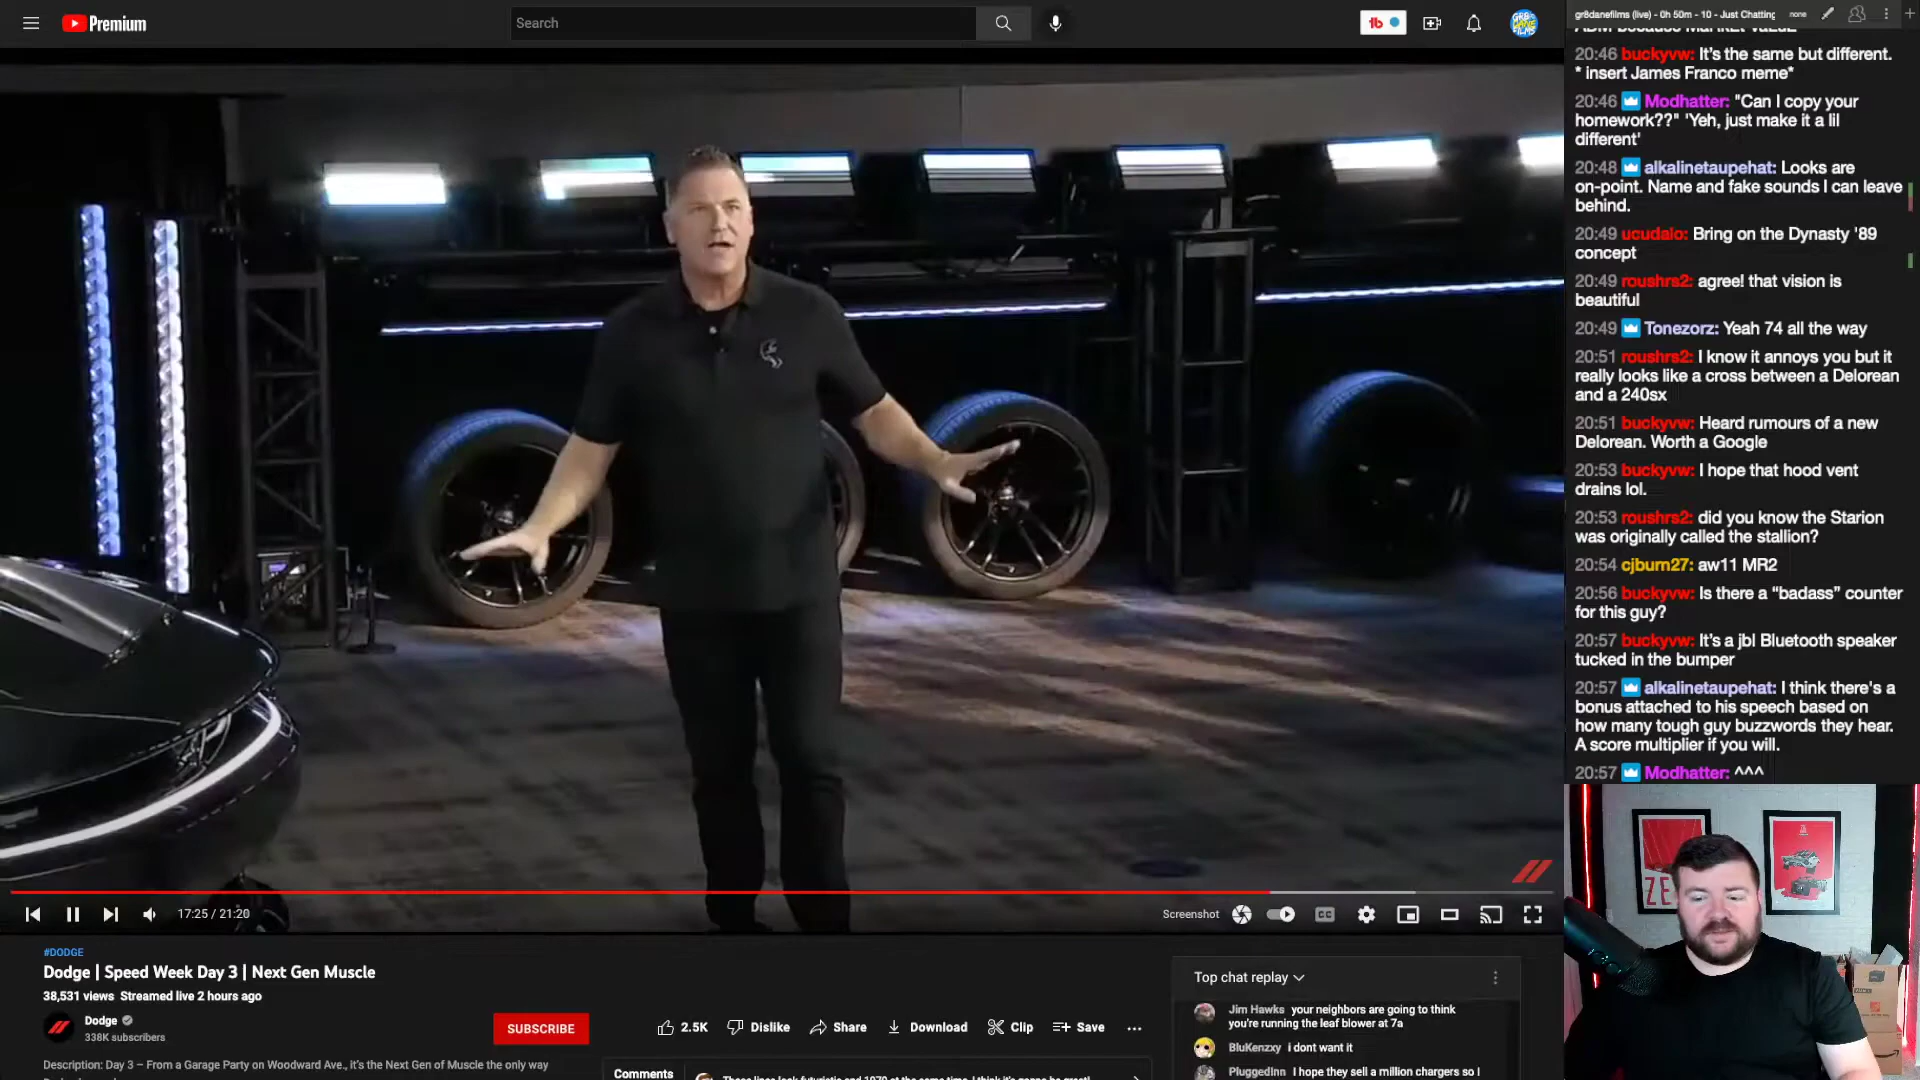 Premium
Search
gr8danefilms (live) - 0h 50m - 10 - Just Chatting
none
20:46 buckyvw: It's the same but different.
* insert James Franco meme*
20:46 Modhatter: "Can I copy your
homework??" 'Yeh, just make it a lil
different'
20:48 alkalinetaupehat: Looks are
on-point. Name and fake sounds I can leave
behind.
20:49 ucudalo: Bring on the Dynasty '89
concept
20:49 roushrs2: agree! that vision is
beautiful
20:49 Tonezorz: Yeah 74 all the way
20:51 roushrs2: I know it annoys you but it
really looks like a cross between a Delorean
and a 240sx
20:51 buckyvw: Heard rumours of a new
Delorean. Worth a Google
20:53 buckyvw: I hope that hood vent
drains lol.
20:53 roushrs2: did you know the Starion
was originally called the stallion?
20:54 cjburn27: aw11 MR2
20:56 buckyvw: Is there a “badass” counter
for this guy?
20:57 buckyvw: It's a jbl Bluetooth speaker
tucked in the bumper
20:57 alkalinetaupehat: I think there's a
bonus attached to his speech based on
how many tough guy buzzwords they hear.
A score multiplier if you will.
20:57 Modhatter: ^^^
17:25 / 21:20
Screenshot
CC
#DODGE
Dodge | Speed Week Day 3 | Next Gen Muscle
38,531 views Streamed live 2 hours ago
Dodge
338K subscribers
SUBSCRIBE
2.5K
Dislike
Share
Download
Clip
Save
Description: Day 3 – From a Garage Party on Woodward Ave., it's the Next Gen of Muscle the only way
Comments
Top chat replay
Jim Hawks your neighbors are going to think
you're running the leaf blower at 7a
BluKenzxy i dont want it
PluggedInn I hope they sell a million chargers so I